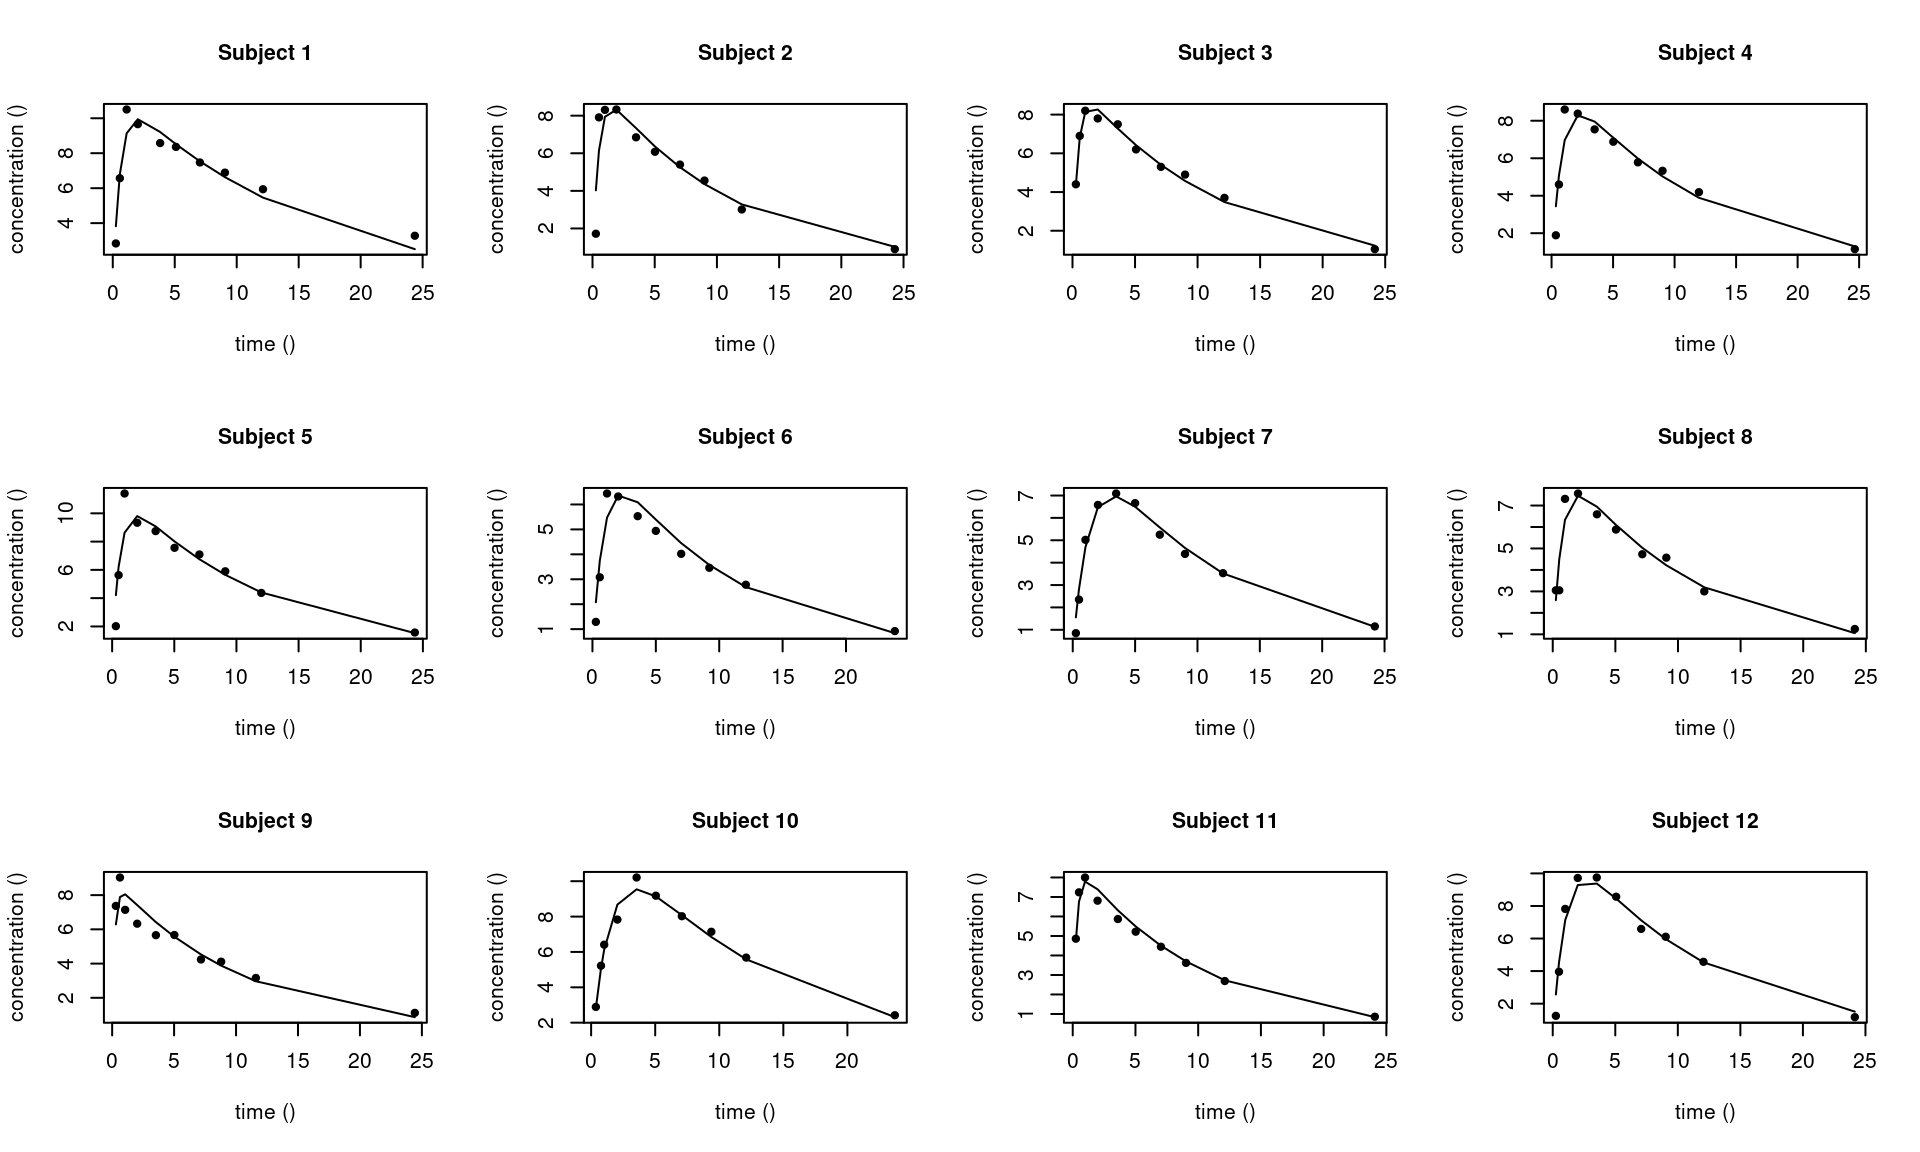 Subject 1 Subject 2 Subject 3 Subject 4
concentration () concentration () concentration () concentration ()
8 6 4
8 6 4 2
8 6 4 2
8 6 4 2
0 5 10 15 20 25 0 5 10 15 20 25 0 5 10 15 20 25 0 5 10 15 20 25
time () time () time () time ()
Subject 5 Subject 6 Subject 7 Subject 8
concentration () concentration () concentration () concentration ()
10 6 2
5 3 1
7 5 3 1
7 5 3 1
0 5 10 15 20 25 0 5 10 15 20 0 5 10 15 20 25 0 5 10 15 20 25
time () time () time () time ()
Subject 9 Subject 10 Subject 11 Subject 12
concentration () concentration () concentration () concentration ()
8 6 4 2
8 6 4 2
7 5 3 1
8 6 4 2
0 5 10 15 20 25 0 5 10 15 20 0 5 10 15 20 25 0 5 10 15 20 25
time () time () time () time ()